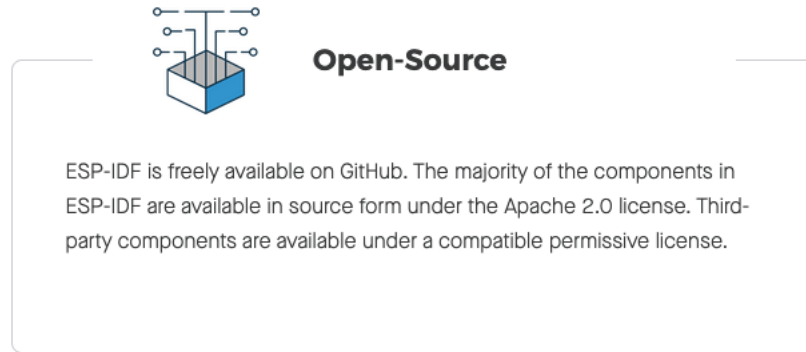 Open-Source
ESP-IDF is freely available on GitHub. The majority of the components in
ESP-IDF are available in source form under the Apache 2.0 license. Third-
party components are available under a compatible permissive license.